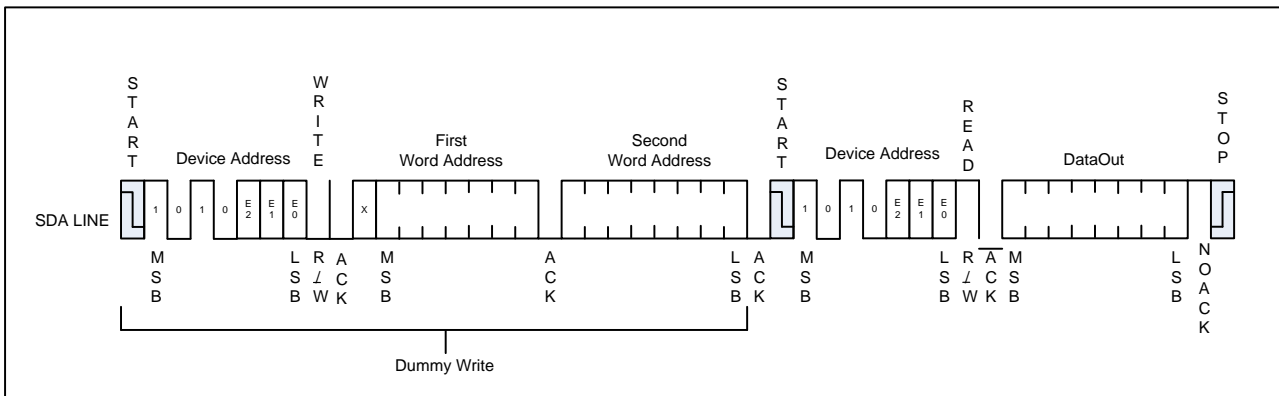 START
WRITE
START
READ
STOP
Device Address
First
Word Address
Second
Word Address
Device Address
DataOut
SDA LINE
1 0 1 0 E2 E1 E0
X
1 0 1 0 E2 E1 E0
MSB
LSB
R/W
ACK
MSB
ACK
LSB
ACK
MSB
LSB
R/W
ACK
MSB
LSB
NOACK
Dummy Write